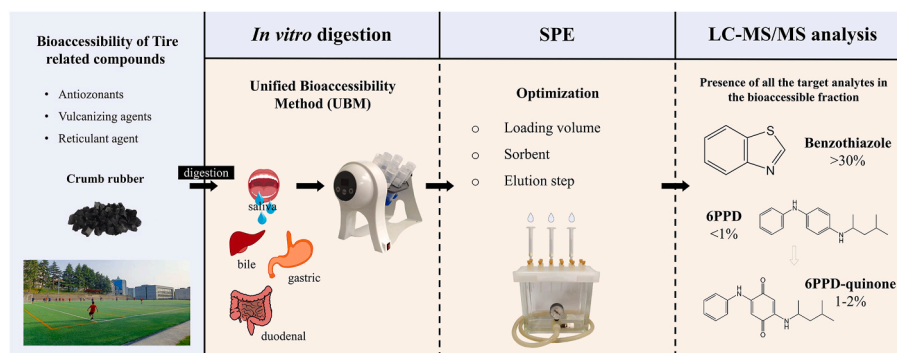 Bioaccessibility of Tire
related compounds
• Antiozonants
• Vulcanizing agents
• Reticulant agent
Crumb rubber
digestion
In vitro digestion
Unified Bioaccessibility
Method (UBM)
saliva
bile
gastric
duodenal
SPE
Optimization
○ Loading volume
○ Sorbent
○ Elution step
LC-MS/MS analysis
Presence of all the target analytes in
the bioaccessible fraction
S
N
Benzothiazole
>30%
6PPD
<1%
H
N
N
H
6PPD-quinone
1-2%
H
N
O
O
N
H